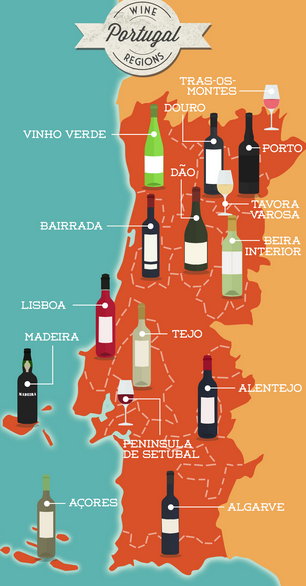 WINE
Portugal
REGIONS
TRAS-OS-
MONTES
DOURO
VINHO VERDE
PORTO
DÃO
TAVORA
VAROSA
BAIRRADA
BEIRA
INTERIOR
LISBOA
TEJO
MADEIRA
MADEIRA
ALENTEJO
PENINSULA
DE SETUBAL
AÇORES
ALGARVE